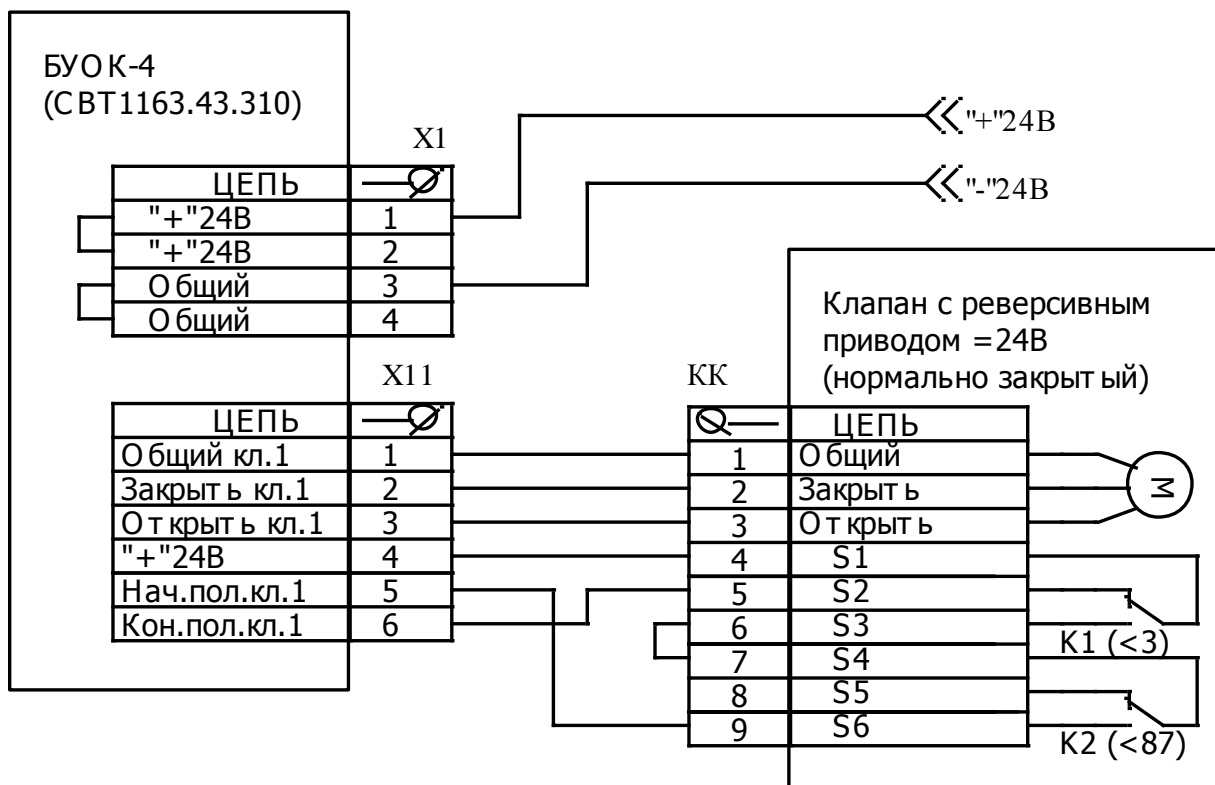 БУОК-4
(СВТ1163.43.310)
X1
ЦЕПЬ
"+"24В 1
"+"24В 2
Общий 3
Общий 4
"+"24В
"-"24В
X11
ЦЕПЬ
Общий кл.1 1
Закрыть кл.1 2
Открыть кл.1 3
"+"24В 4
Нач.пол.кл.1 5
Кон.пол.кл.1 6
Клапан с реверсивным
приводом =24В
(нормально закрытый)
КК
ЦЕПЬ
1 Общий
2 Закрыть
3 Открыть
4 S1
5 S2
6 S3
7 S4
8 S5
9 S6
M
K1 (<3)
K2 (<87)